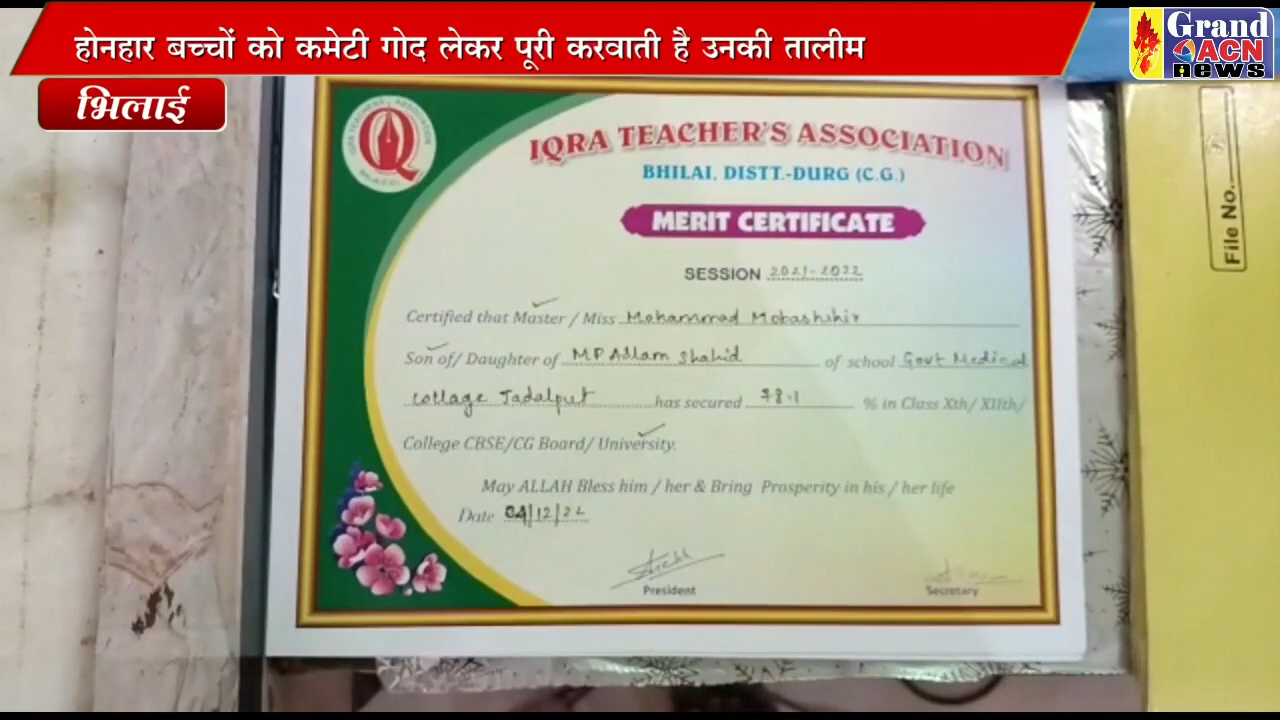 होनहार बच्चों को कमेटी गोद लेकर पूरी करवाती है उनकी तालीम
Grand
ACN
news
भिलाई
IQRA TEACHER'S ASSOCIATION
BHILAI, DISTT.-DURG (C.G.)
MERIT CERTIFICATE
SESSION 2021-2022
Certified that Master / Miss Mohammad Mobashshir
Son of/ Daughter of MD Aslam Shahid of school Govt Medical
collage Jadalpur has secured 78.1 % in Class Xth/ XIIth/
College CBSE/CG Board/ University.
May ALLAH Bless him / her & Bring Prosperity in his / her life
Date 04/12/22
President
Secretary
File No.